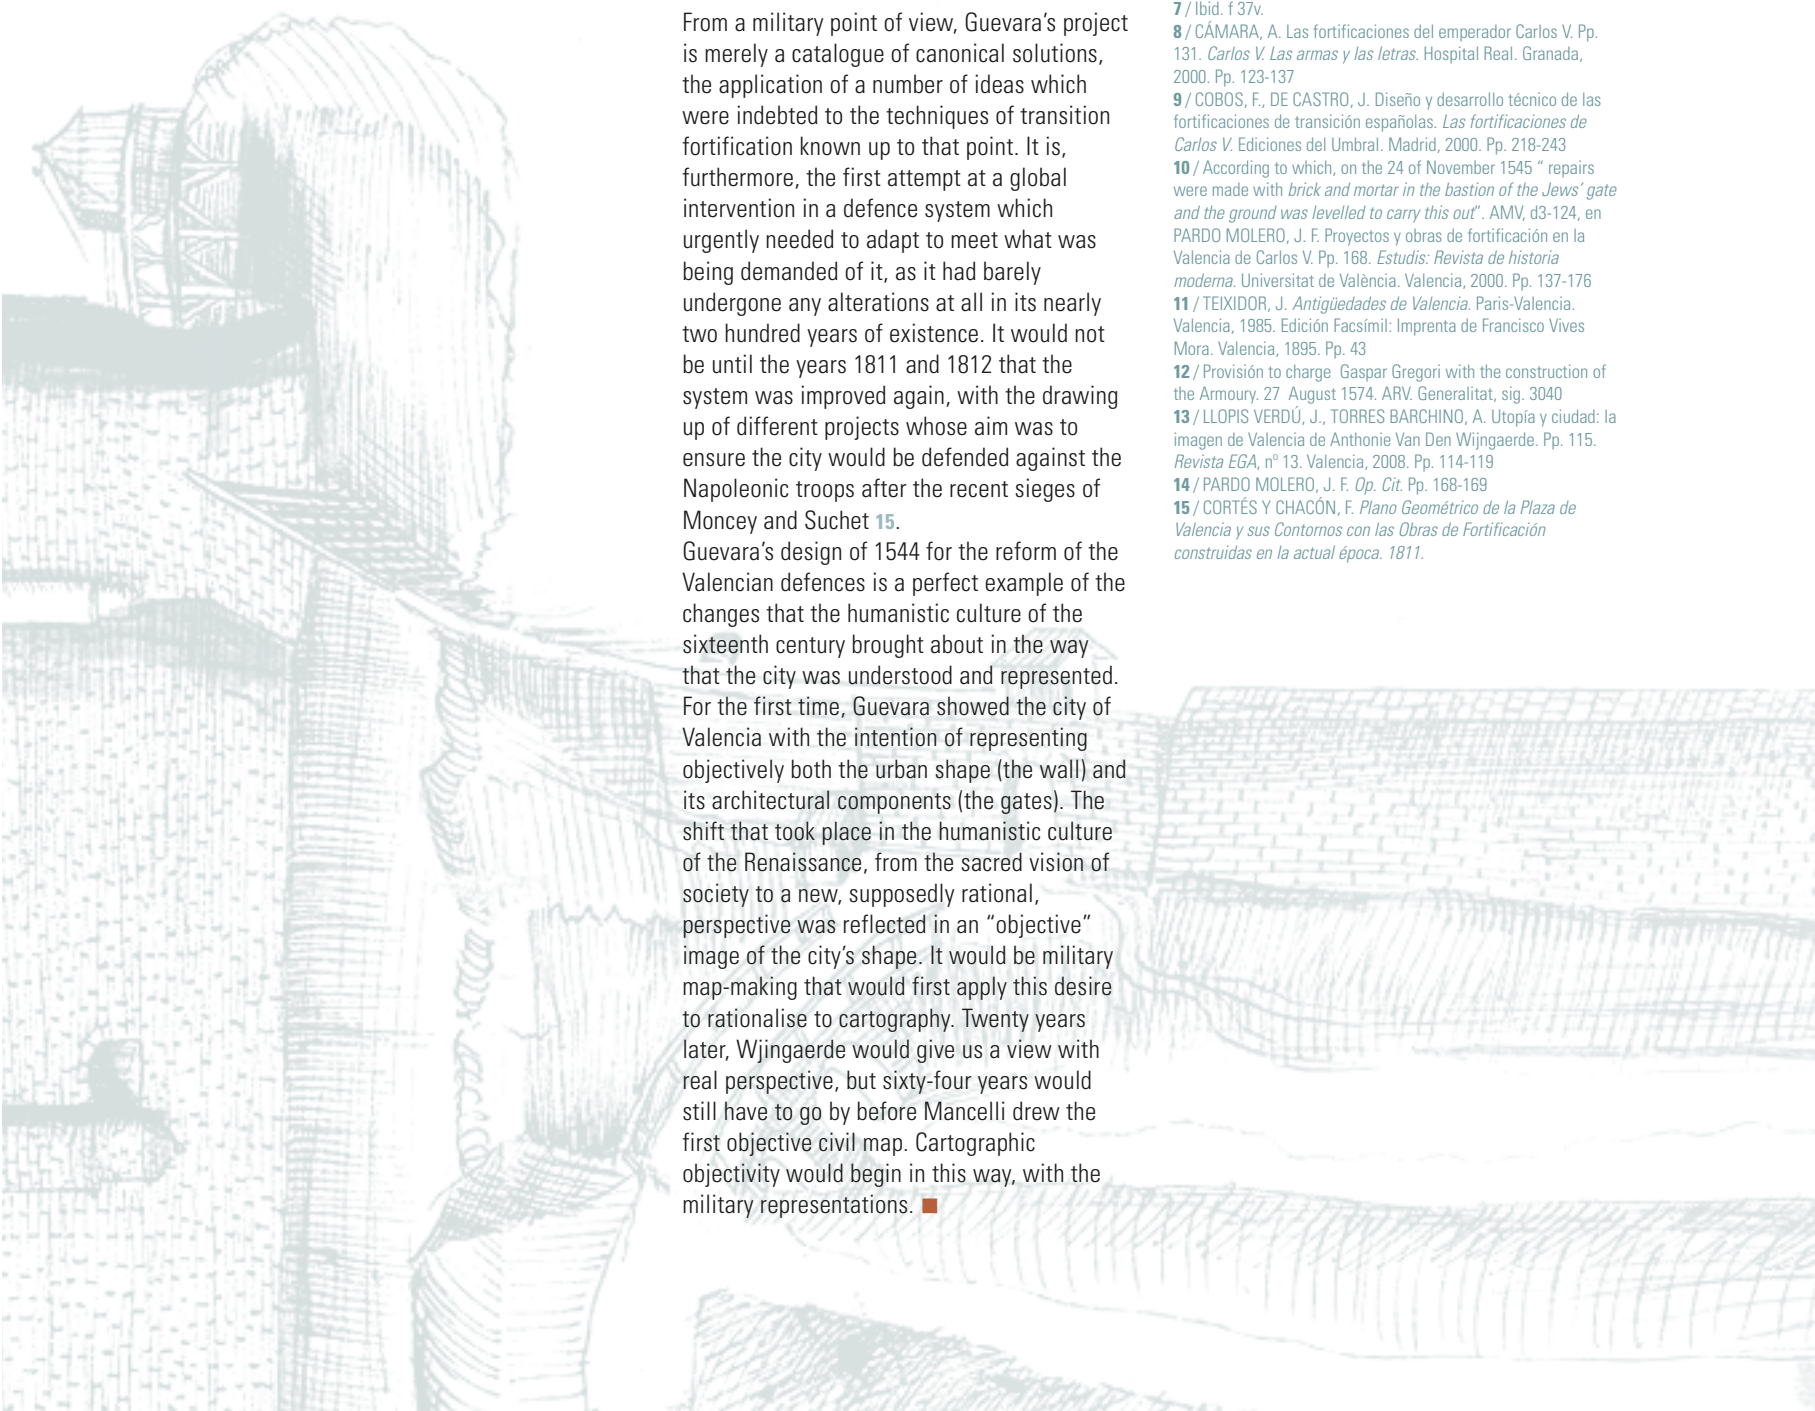 From a military point of view, Guevara’s project
is merely a catalogue of canonical solutions,
the application of a number of ideas which
were indebted to the techniques of transition
fortification known up to that point. It is,
furthermore, the first attempt at a global
intervention in a defence system which
urgently needed to adapt to meet what was
being demanded of it, as it had barely
undergone any alterations at all in its nearly
two hundred years of existence. It would not
be until the years 1811 and 1812 that the
system was improved again, with the drawing
up of different projects whose aim was to
ensure the city would be defended against the
Napoleonic troops after the recent sieges of
Moncey and Suchet 15.
Guevara’s design of 1544 for the reform of the
Valencian defences is a perfect example of the
changes that the humanistic culture of the
sixteenth century brought about in the way
that the city was understood and represented.
For the first time, Guevara showed the city of
Valencia with the intention of representing
objectively both the urban shape (the wall) and
its architectural components (the gates). The
shift that took place in the humanistic culture
of the Renaissance, from the sacred vision of
society to a new, supposedly rational,
perspective was reflected in an “objective”
image of the city’s shape. It would be military
map-making that would first apply this desire
to rationalise to cartography. Twenty years
later, Wjingaerde would give us a view with
real perspective, but sixty-four years would
still have to go by before Mancelli drew the
first objective civil map. Cartographic
objectivity would begin in this way, with the
military representations. ■
7 / Ibid. f 37v.
8 / CÁMARA, A. Las fortificaciones del emperador Carlos V. Pp.
131. Carlos V. Las armas y las letras. Hospital Real. Granada,
2000. Pp. 123-137
9 / COBOS, F., DE CASTRO, J. Diseño y desarrollo técnico de las
fortificaciones de transición españolas. Las fortificaciones de
Carlos V. Ediciones del Umbral. Madrid, 2000. Pp. 218-243
10 / According to which, on the 24 of November 1545 “ repairs
were made with brick and mortar in the bastion of the Jews’ gate
and the ground was levelled to carry this out”. AMV, d3-124, en
PARDO MOLERO, J. F. Proyectos y obras de fortificación en la
Valencia de Carlos V. Pp. 168. Estudis: Revista de historia
moderna. Universitat de València. Valencia, 2000. Pp. 137-176
11 / TEIXIDOR, J. Antigüedades de Valencia. Paris-Valencia.
Valencia, 1985. Edición Facsímil: Imprenta de Francisco Vives
Mora. Valencia, 1895. Pp. 43
12 / Provisión to charge Gaspar Gregori with the construction of
the Armoury. 27 August 1574. ARV. Generalitat, sig. 3040
13 / LLOPIS VERDÚ, J., TORRES BARCHINO, A. Utopía y ciudad: la
imagen de Valencia de Anthonie Van Den Wijngaerde. Pp. 115.
Revista EGA, nº 13. Valencia, 2008. Pp. 114-119
14 / PARDO MOLERO, J. F. Op. Cit. Pp. 168-169
15 / CORTÉS Y CHACÓN, F. Plano Geométrico de la Plaza de
Valencia y sus Contornos con las Obras de Fortificación
construidas en la actual época. 1811.